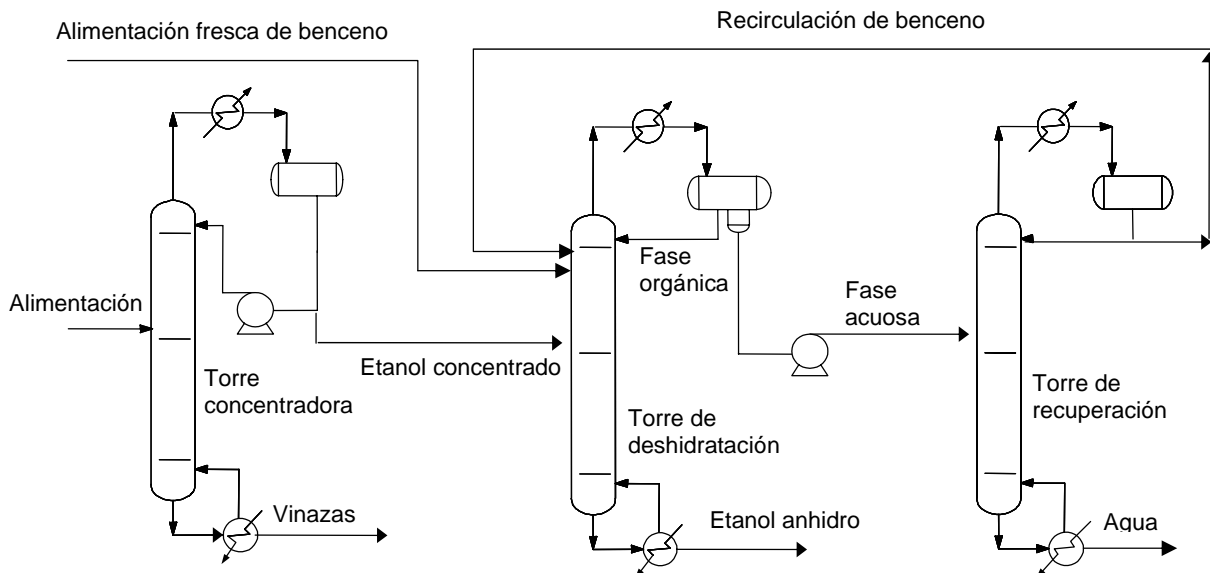 Alimentación fresca de benceno
Recirculación de benceno
Alimentación
Fase
orgánica
Fase
acuosa
Etanol concentrado
Torre
concentradora
Torre de
deshidratación
Torre de
recuperación
Vinazas
Etanol anhidro
Agua